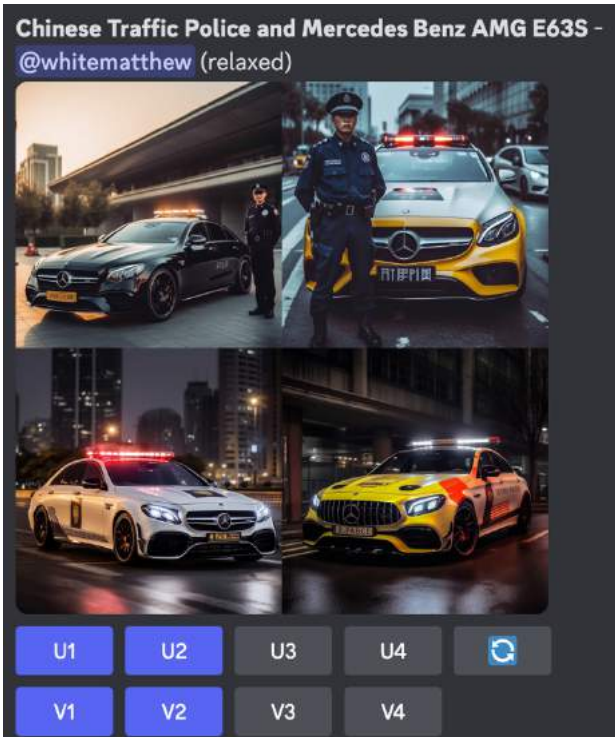 Chinese Traffic Police and Mercedes Benz AMG E63S -
@whitematthew (relaxed)
U1 U2 U3 U4
V1 V2 V3 V4